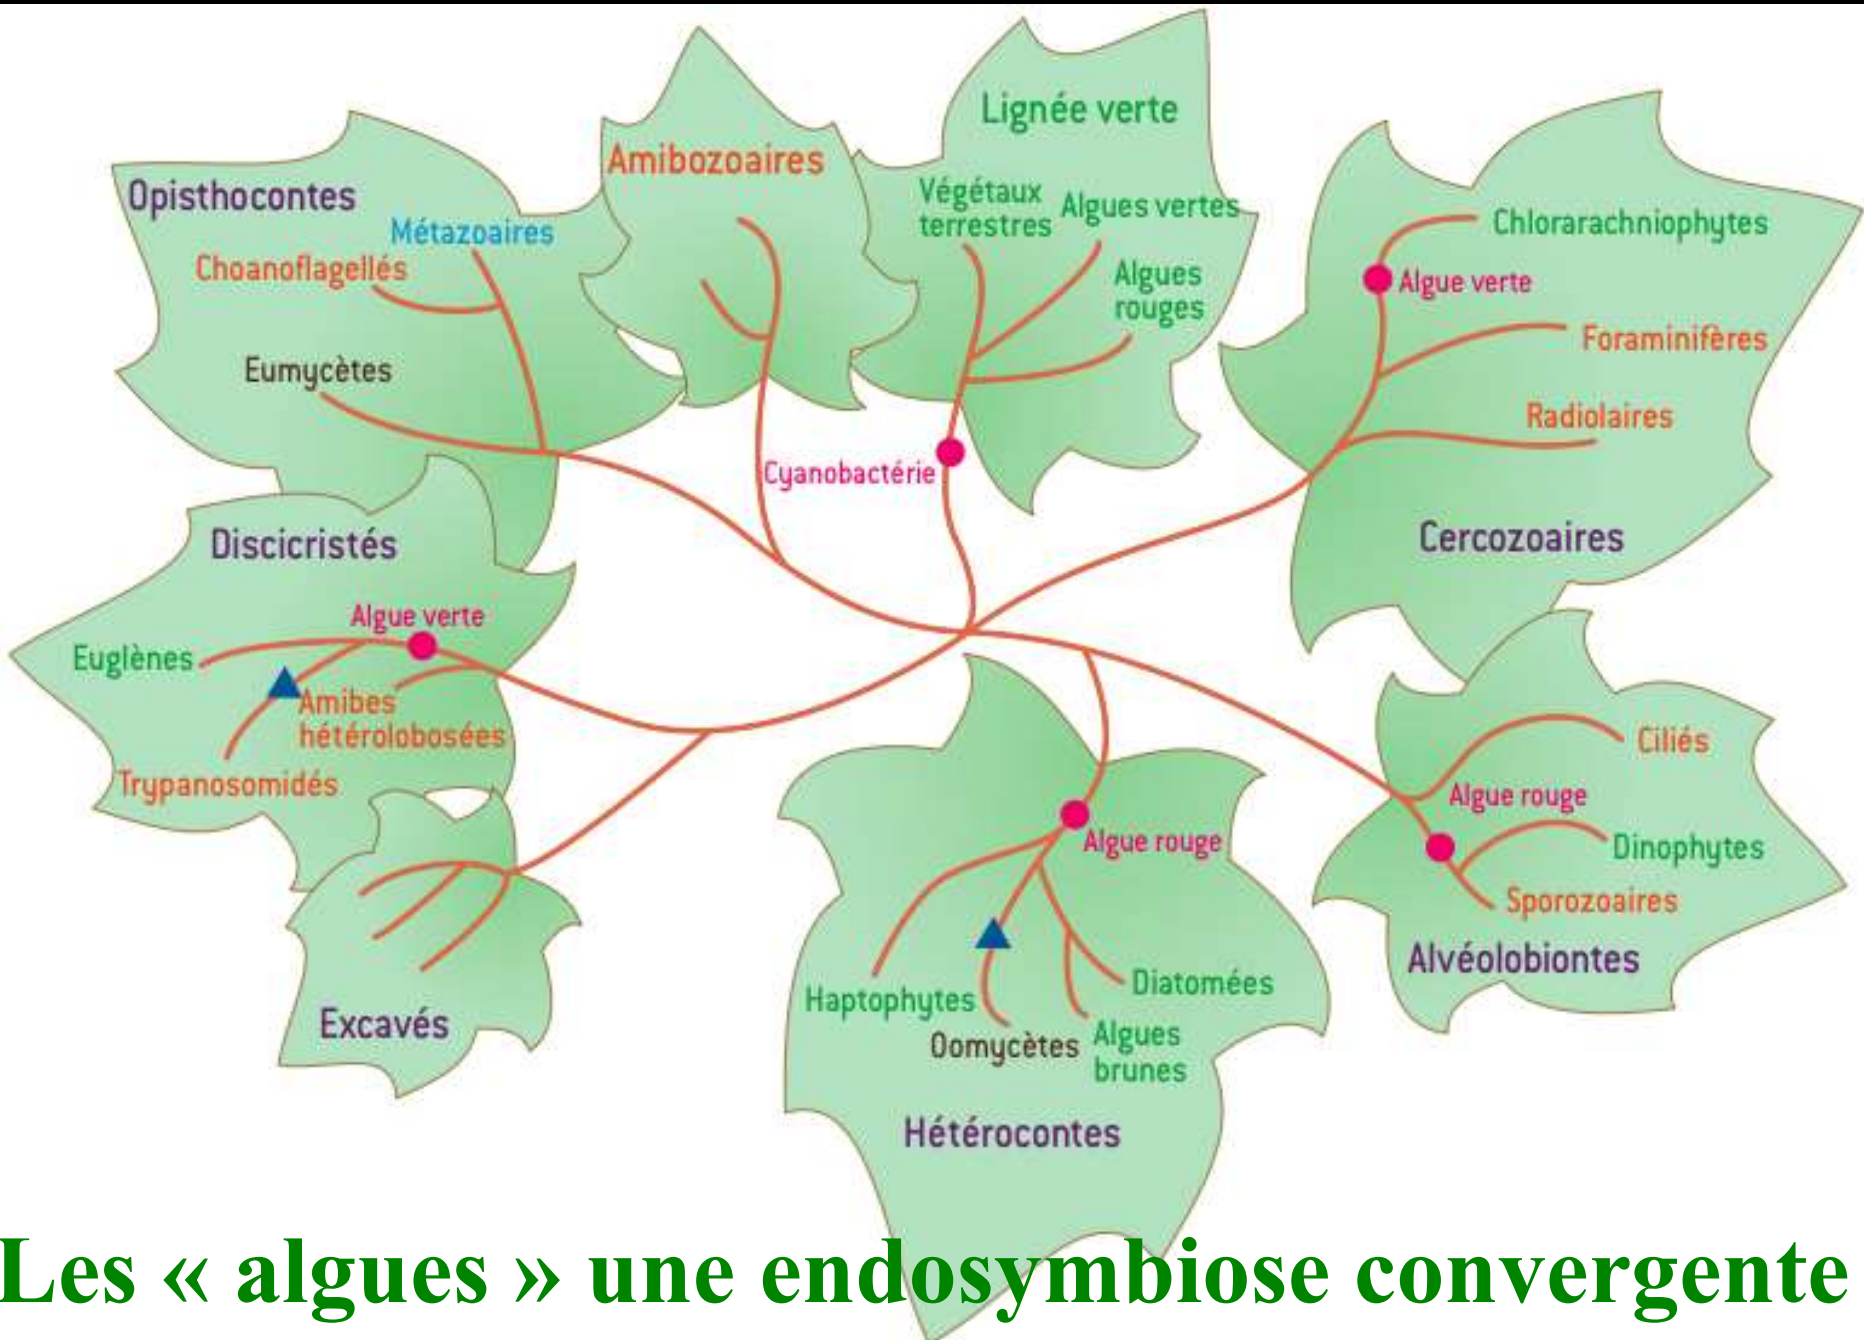 Lignée verte
Amibozoaires
Opisthocontes
Végétaux
terrestres
Algues vertes
Métazoaires
Choanoflagellés
Algues
rouges
Chlorarachniophytes
Algue verte
Foraminifères
Eumycètes
Radiolaires
Cyanobactérie
Cercozoaires
Discicristés
Algue verte
Euglènes
Amibes
hétérolobosées
Trypanosomidés
Ciliés
Algue rouge
Algue rouge
Dinophytes
Sporozoaires
Alvéolobiontes
Diatomées
Haptophytes
Excavés
Oomycètes
Algues
brunes
Hétérocontes
Les « algues » une endosymbiose convergente